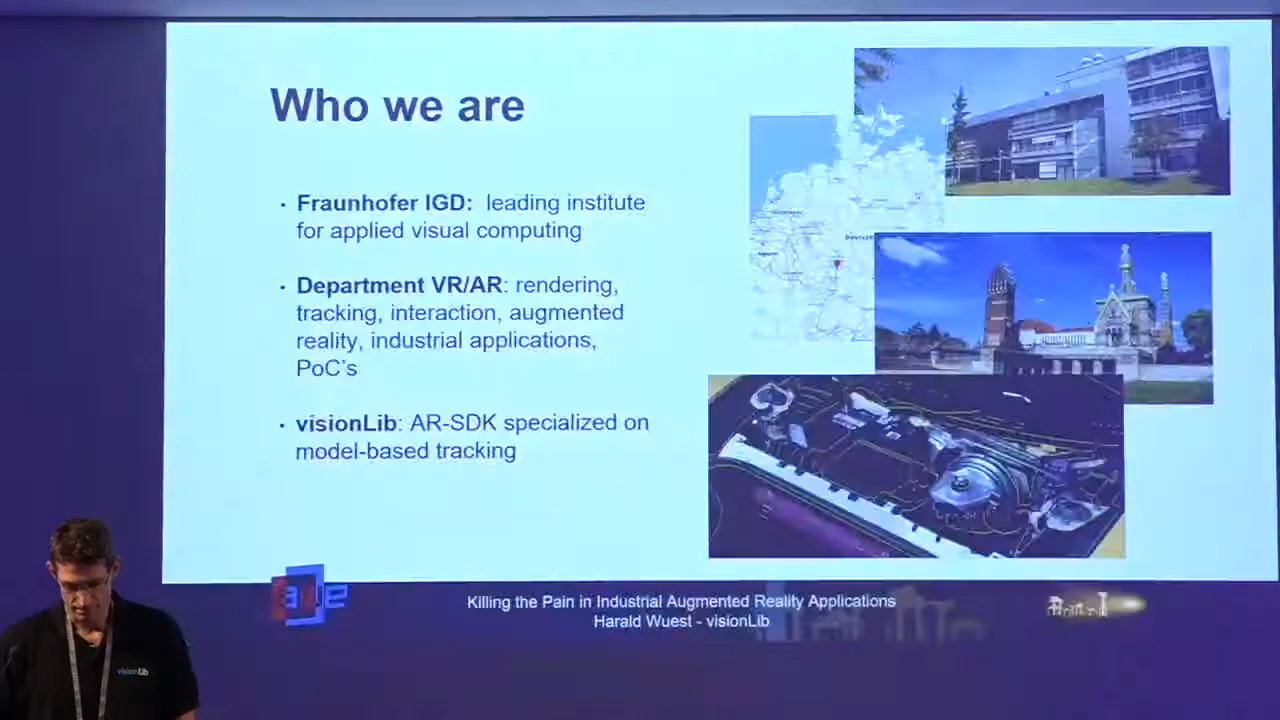 Who we are
Fraunhofer IGD: leading institute
for applied visual computing
Department VR/AR: rendering,
tracking, interaction, augmented
reality, industrial applications,
PoC's
visionLib: AR-SDK specialized on
model-based tracking
Killing the Pain in Industrial Augmented Reality Applications
Harald Wuest - visionLib
visionLib